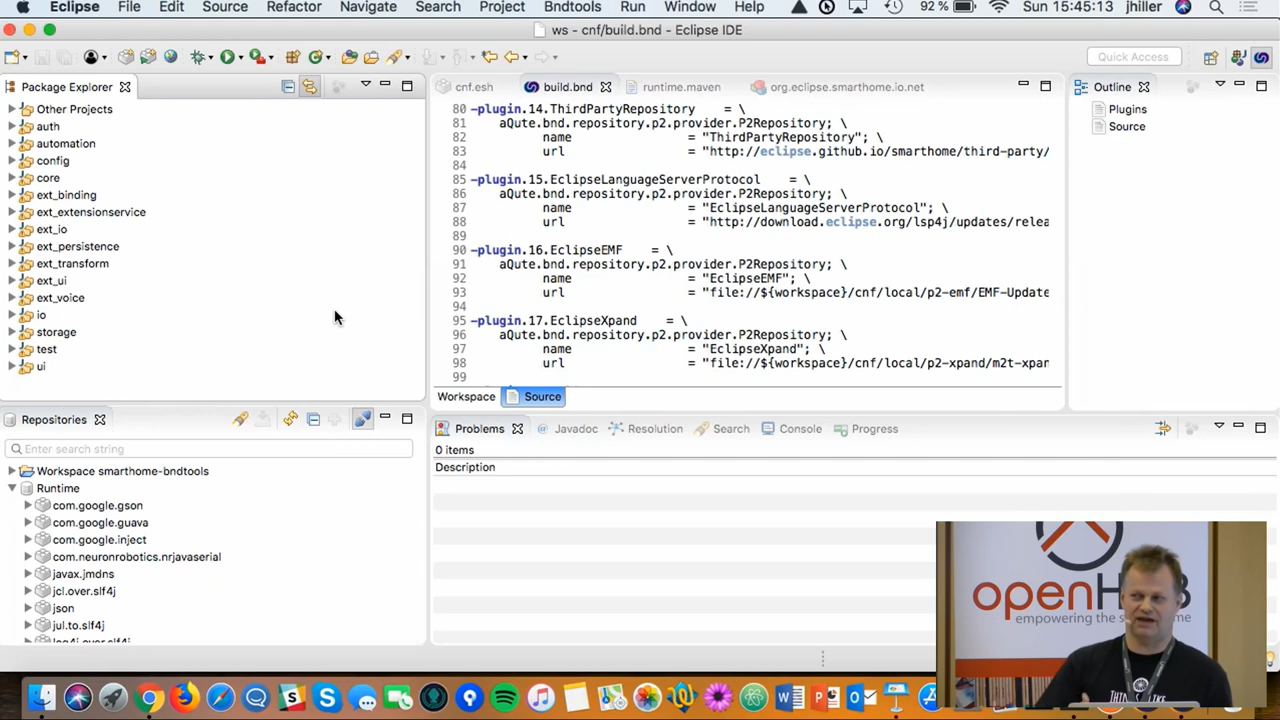 Eclipse File Edit Source Refactor Navigate Search Project Bndtools Run Window Help 92 % Sun 15:45:13 jhiller
ws - cnf/build.bnd - Eclipse IDE
Quick Access
Package Explorer
Other Projects
auth
automation
config
core
ext_binding
ext_extensionservice
ext_io
ext_persistence
ext_transform
ext_ui
ext_voice
io
storage
test
ui
cnf.esh build.bnd runtime.maven org.eclipse.smarthome.io.net
80 -plugin.14.ThirdPartyRepository = \
81 aQute.bnd.repository.p2.provider.P2Repository; \
82 name = "ThirdPartyRepository"; \
83 url = "http://eclipse.github.io/smarthome/third-party/
84
85 -plugin.15.EclipseLanguageServerProtocol = \
86 aQute.bnd.repository.p2.provider.P2Repository; \
87 name = "EclipseLanguageServerProtocol"; \
88 url = "http://download.eclipse.org/lsp4j/updates/relea
89
90 -plugin.16.EclipseEMF = \
91 aQute.bnd.repository.p2.provider.P2Repository; \
92 name = "EclipseEMF"; \
93 url = "file://${workspace}/cnf/local/p2-emf/EMF-Update
94
95 -plugin.17.EclipseXpand = \
96 aQute.bnd.repository.p2.provider.P2Repository; \
97 name = "EclipseXpand"; \
98 url = "file://${workspace}/cnf/local/p2-xpand/m2t-xpan
99
Workspace Source
Outline
Plugins
Source
Repositories
Enter search string
Workspace smarthome-bndtools
Runtime
com.google.gson
com.google.guava
com.google.inject
com.neuronrobotics.nrjavaserial
javax.jmdns
jcl.over.slf4j
json
jul.to.slf4j
log4j.over.slf4j
Problems Javadoc Resolution Search Console Progress
0 items
Description
openH B
empowering the s me